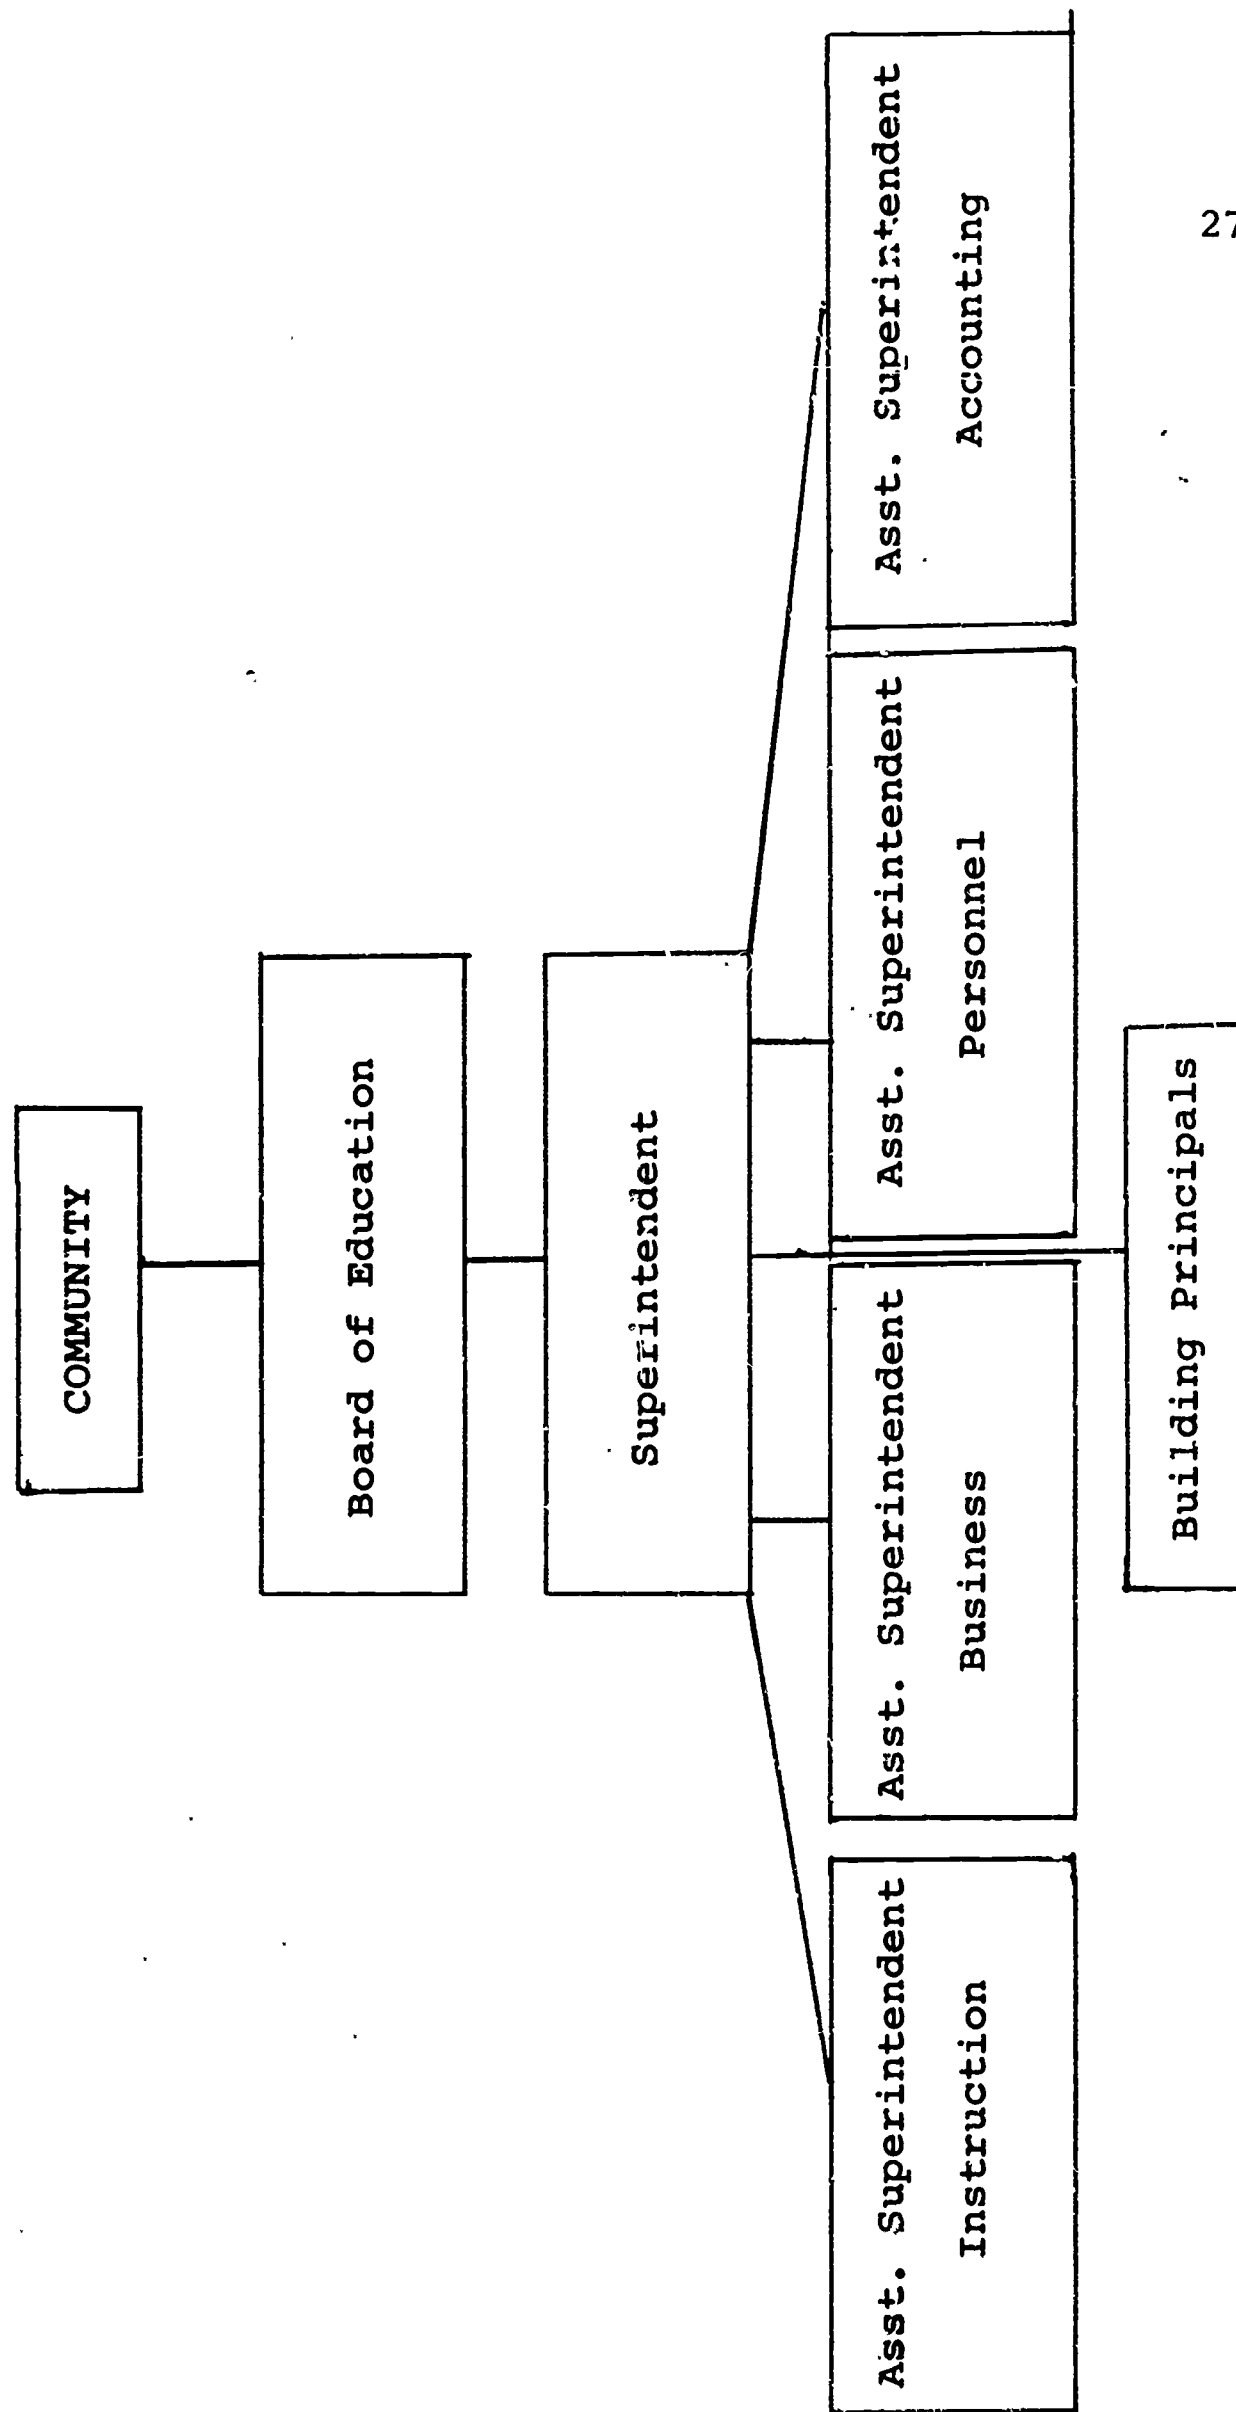 COMMUNITY
Board of Education
Superintendent
Asst. Superintendent
Instruction
Asst. Superintendent
Business
Asst. Superintendent
Personnel
Asst. Superintendent
Accounting
Building Principals
27